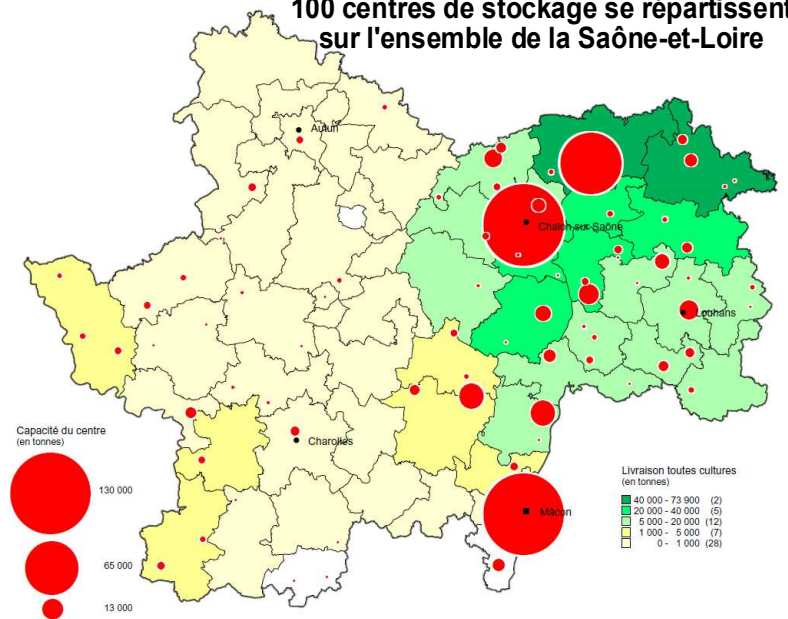 100 centres de stockage se répartissent
sur l'ensemble de la Saône-et-Loire
Autun
Chalon-sur-Saône
Louhans
Charolles
Mâcon
Capacité du centre
(en tonnes)
130 000
65 000
13 000
Livraison toutes cultures
(en tonnes)
40 000 - 73 900 (2)
20 000 - 40 000 (5)
5 000 - 20 000 (12)
1 000 - 5 000 (7)
0 - 1 000 (28)